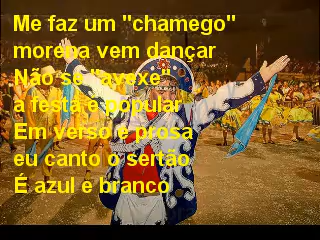 Me faz um "chamego"
morena vem dançar
Não se "avexe"
a festa é popular
Em verso e prosa
eu canto o sertão
É azul e branco